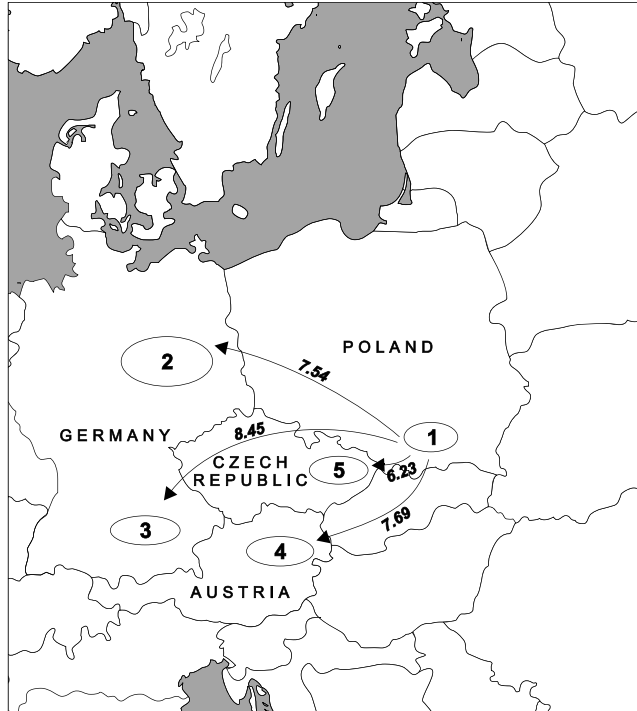 POLAND
2
7.54
GERMANY
8.45
1
CZECH
REPUBLIC
5
6.23
3
7.69
4
AUSTRIA